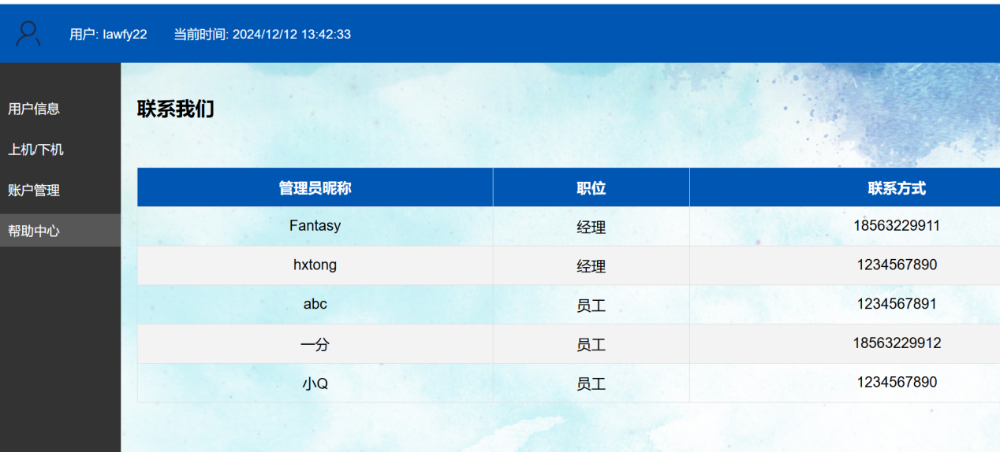 用户: lawfy22 当前时间: 2024/12/12 13:42:33
用户信息
上机/下机
账户管理
帮助中心
联系我们
管理员昵称 职位 联系方式
Fantasy 经理 18563229911
hxtong 经理 1234567890
abc 员工 1234567891
一分 员工 18563229912
小Q 员工 1234567890